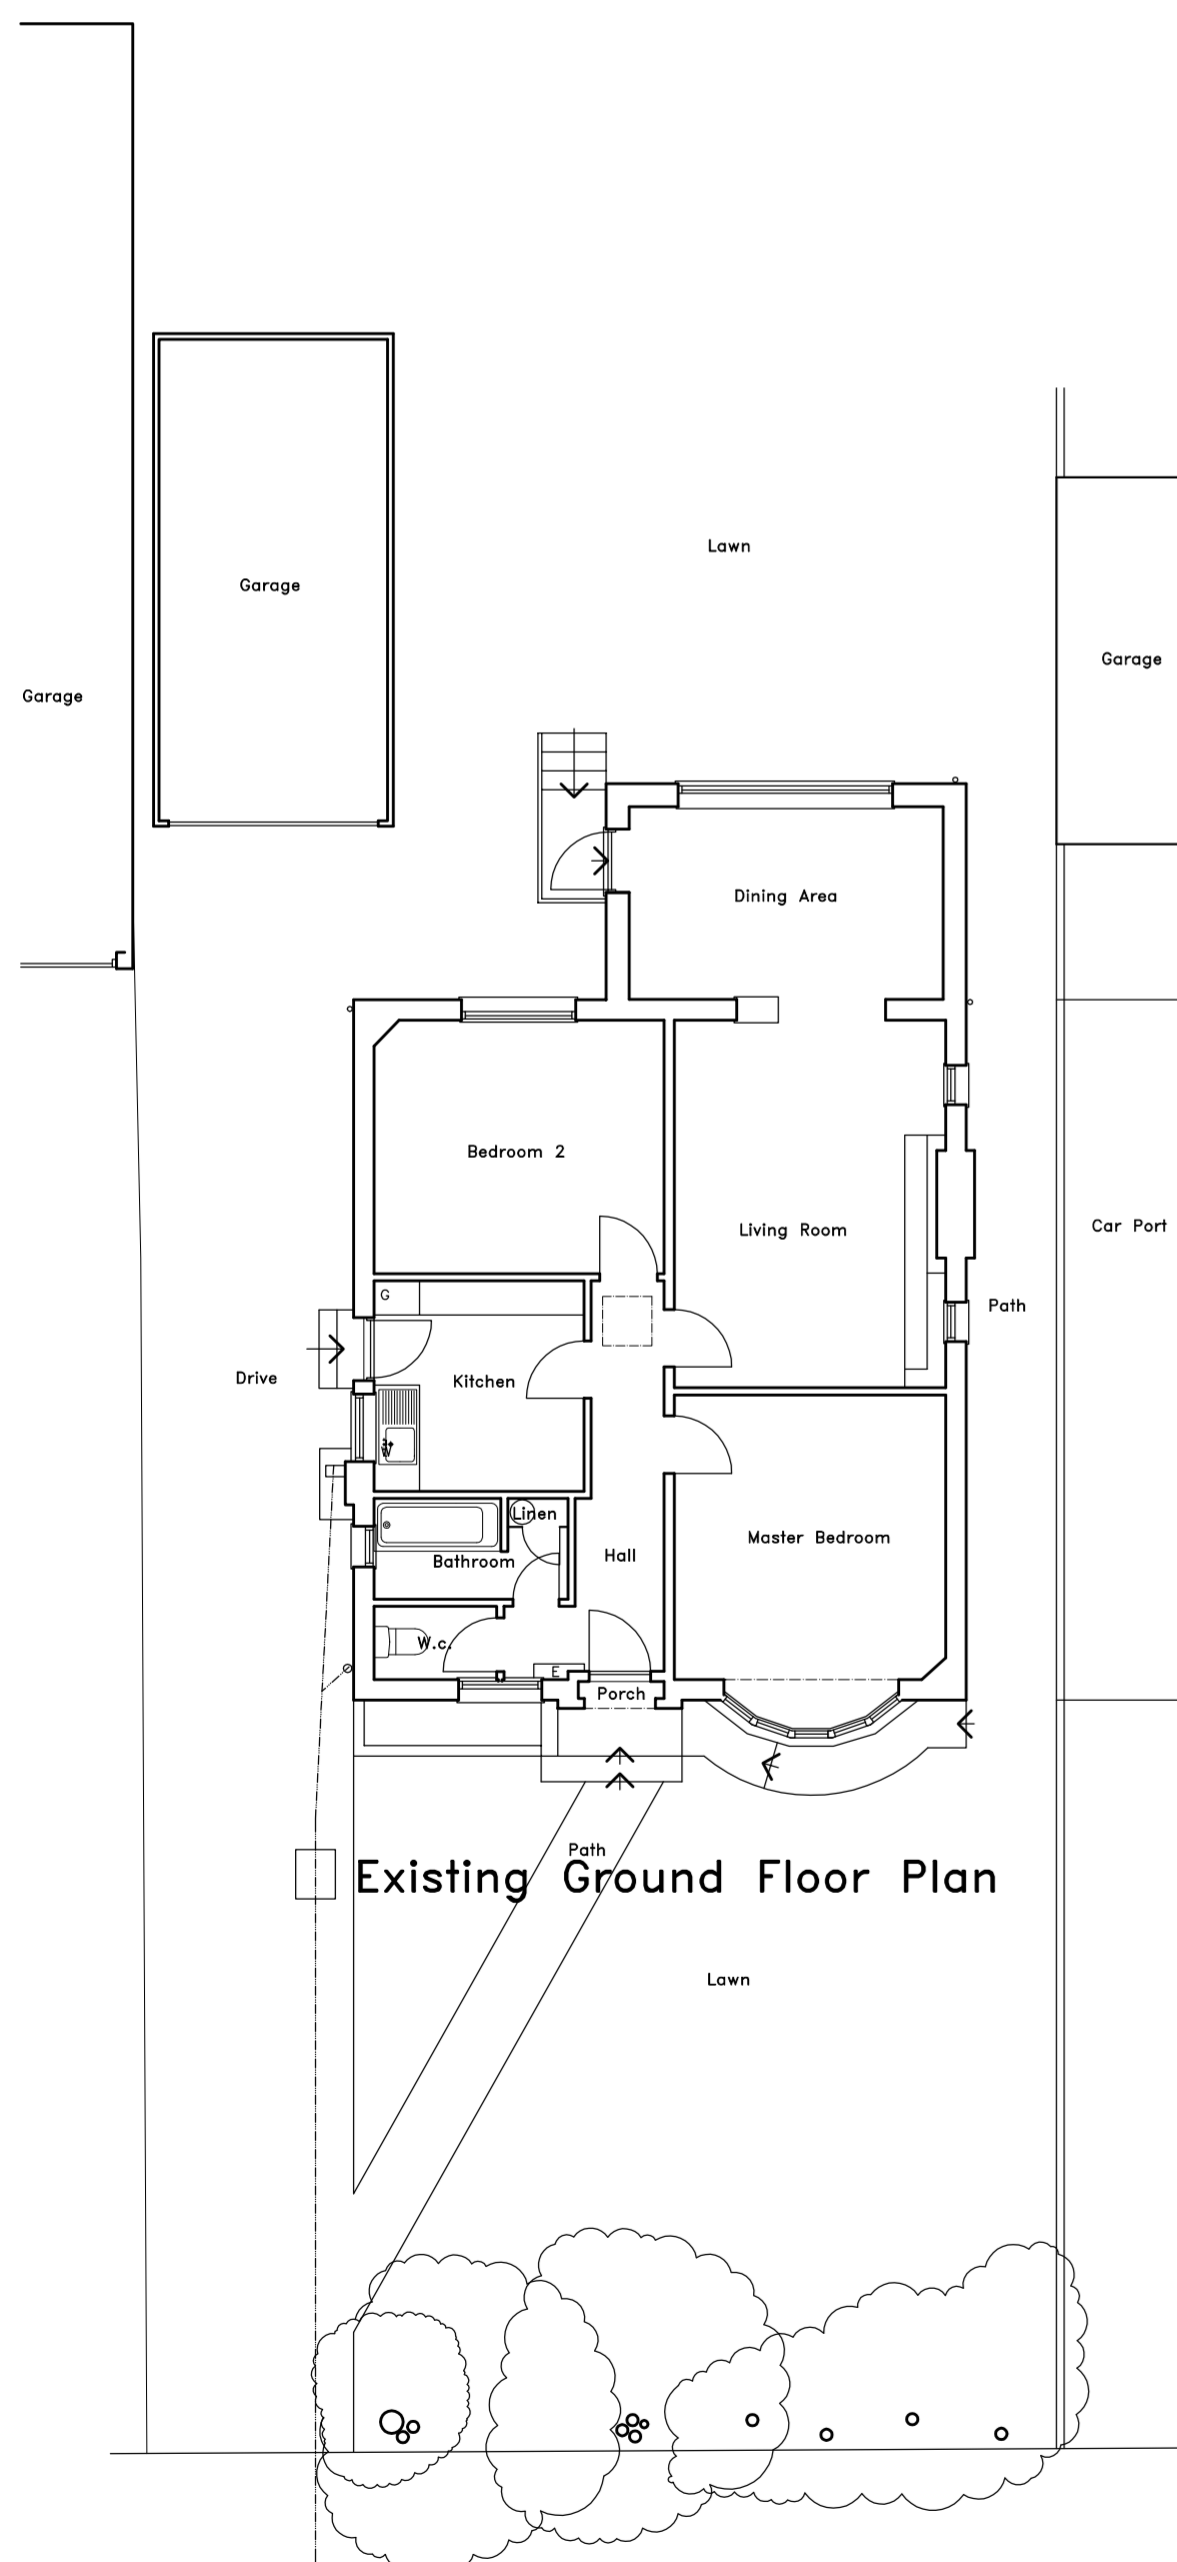 Lawn
Garage
Garage
Garage
Dining Area
Bedroom 2
Living Room
Car Port
G
Path
Drive
Kitchen
Linen
Master Bedroom
Hall
Bathroom
W.c.
E
Porch
Path
Existing Ground Floor Plan
Lawn